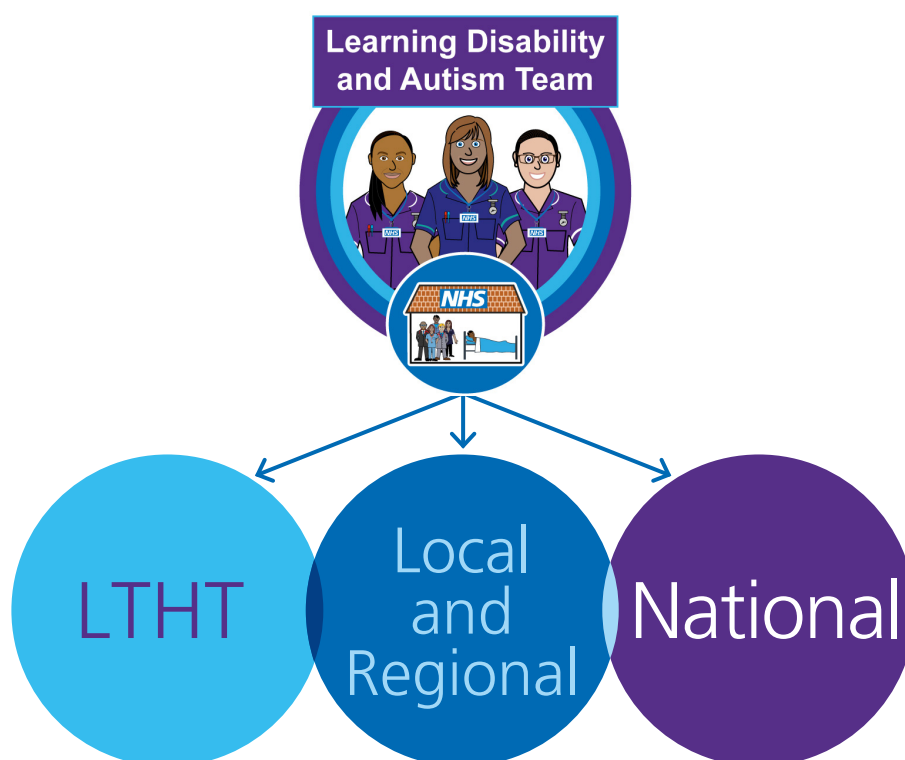 Learning Disability
and Autism Team
NHS
NHS
NHS
NHS
LTHT
Local
and
Regional
National